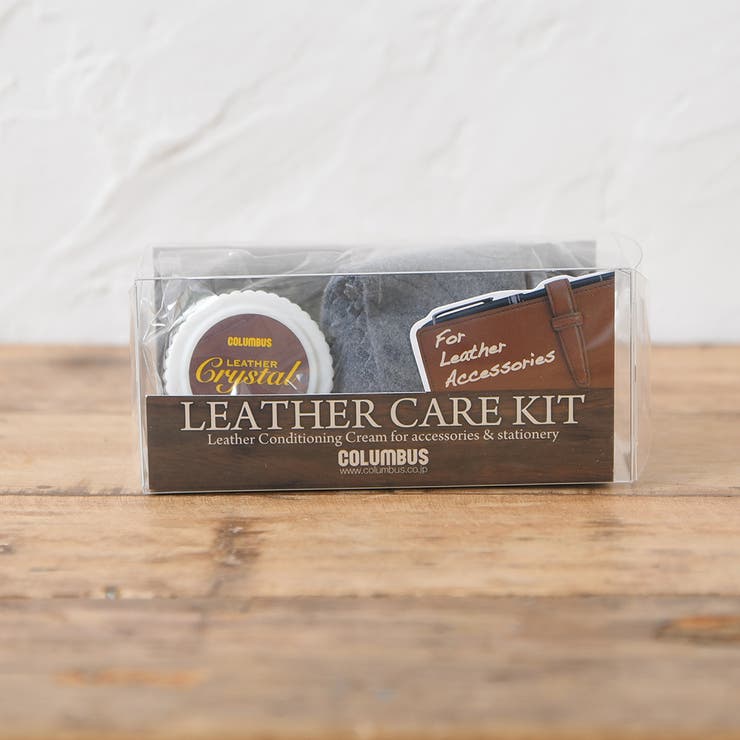 COLUMBUS
LEATHER
Crystal
For
Leather
Accessories
LEATHER CARE KIT
Leather Conditioning Cream for accessories & stationery
COLUMBUS
www.columbus.co.jp